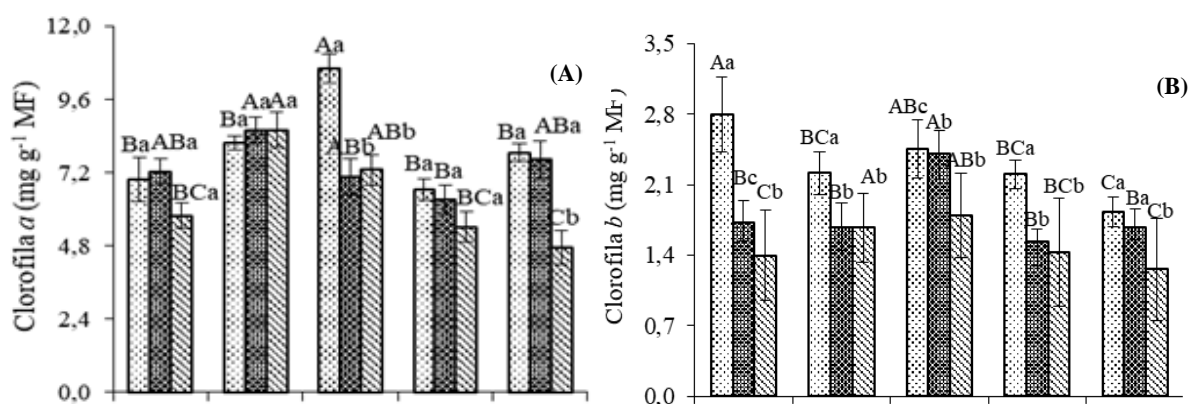 12,0
9,6
7,2
4,8
2,4
0,0
Clorofila a (mg g-1 MF)
(A)
Ba ABa BCa
Ba Aa Aa
Aa ABb ABb
Ba Ba BCa
Ba ABa Cb
3,5
2,8
2,1
1,4
0,7
0,0
Clorofila b (mg g-1 MF)
(B)
Aa Bc Cb
BCa Bb Ab
ABc Ab ABb
BCa Bb BCb
Ca Ba Cb